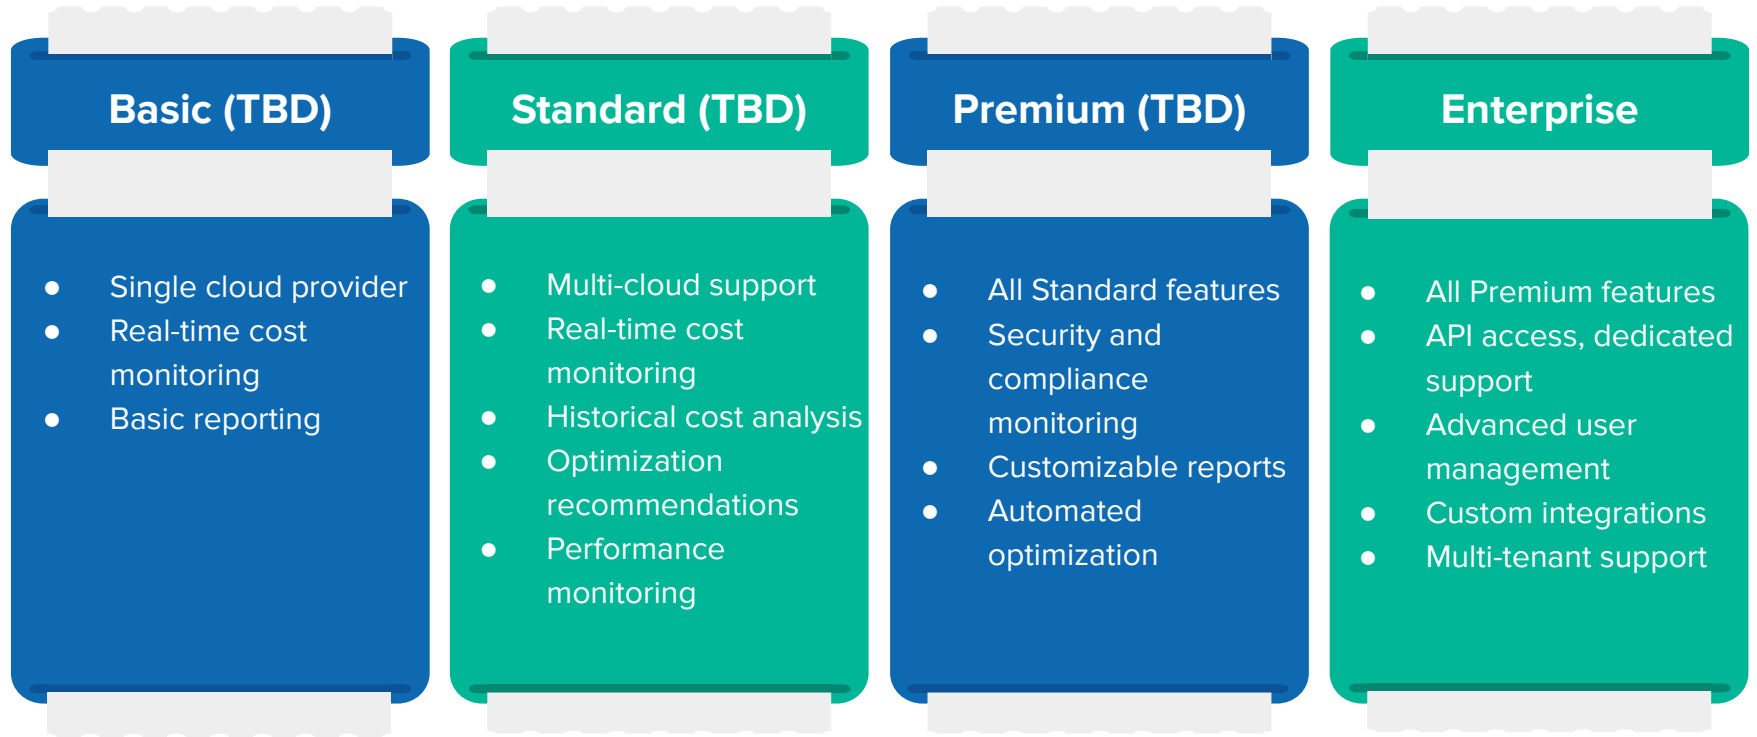 Basic (TBD)
● Single cloud provider
● Real-time cost
monitoring
● Basic reporting
Standard (TBD)
● Multi-cloud support
● Real-time cost
monitoring
● Historical cost analysis
● Optimization
recommendations
● Performance
monitoring
Premium (TBD)
● All Standard features
● Security and
compliance
monitoring
● Customizable reports
● Automated
optimization
Enterprise
● All Premium features
● API access, dedicated
support
● Advanced user
management
● Custom integrations
● Multi-tenant support